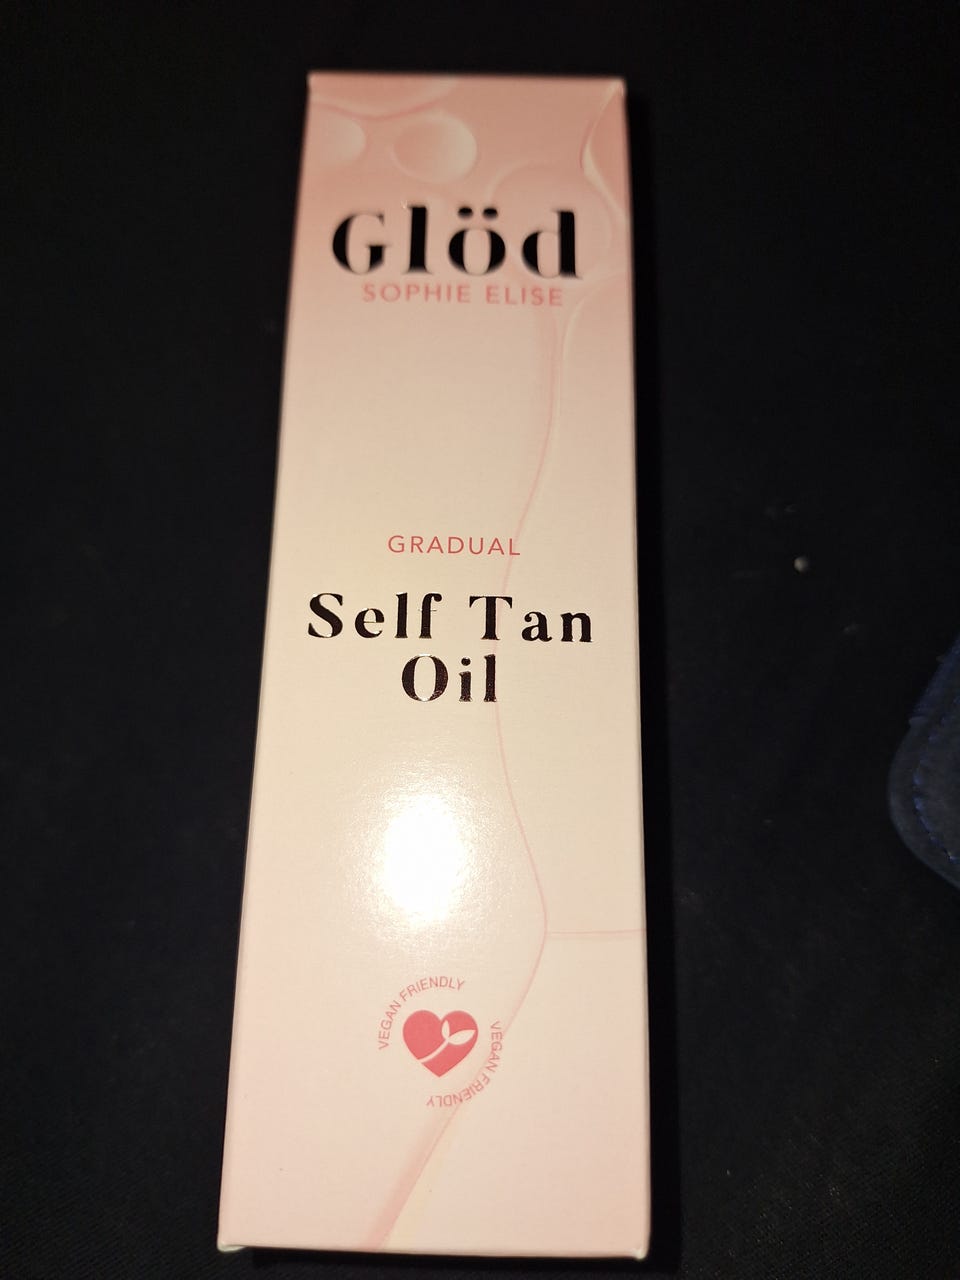 Glöd
SOPHIE ELISE
GRADUAL
Self Tan
Oil
VEGAN FRIENDLY
VEGAN FRIENDLY